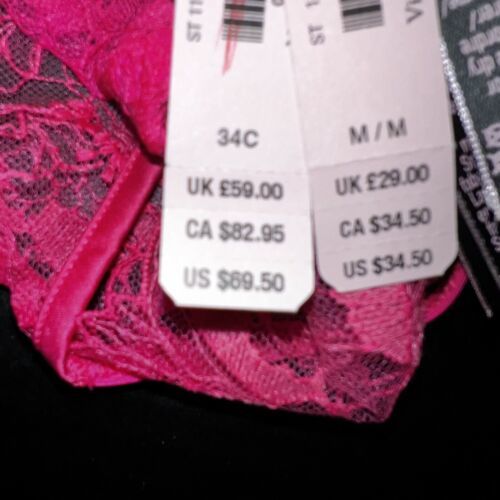 34C
UK £59.00
CA $82.95
US $69.50
M / M
UK £29.00
CA $34.50
US $34.50